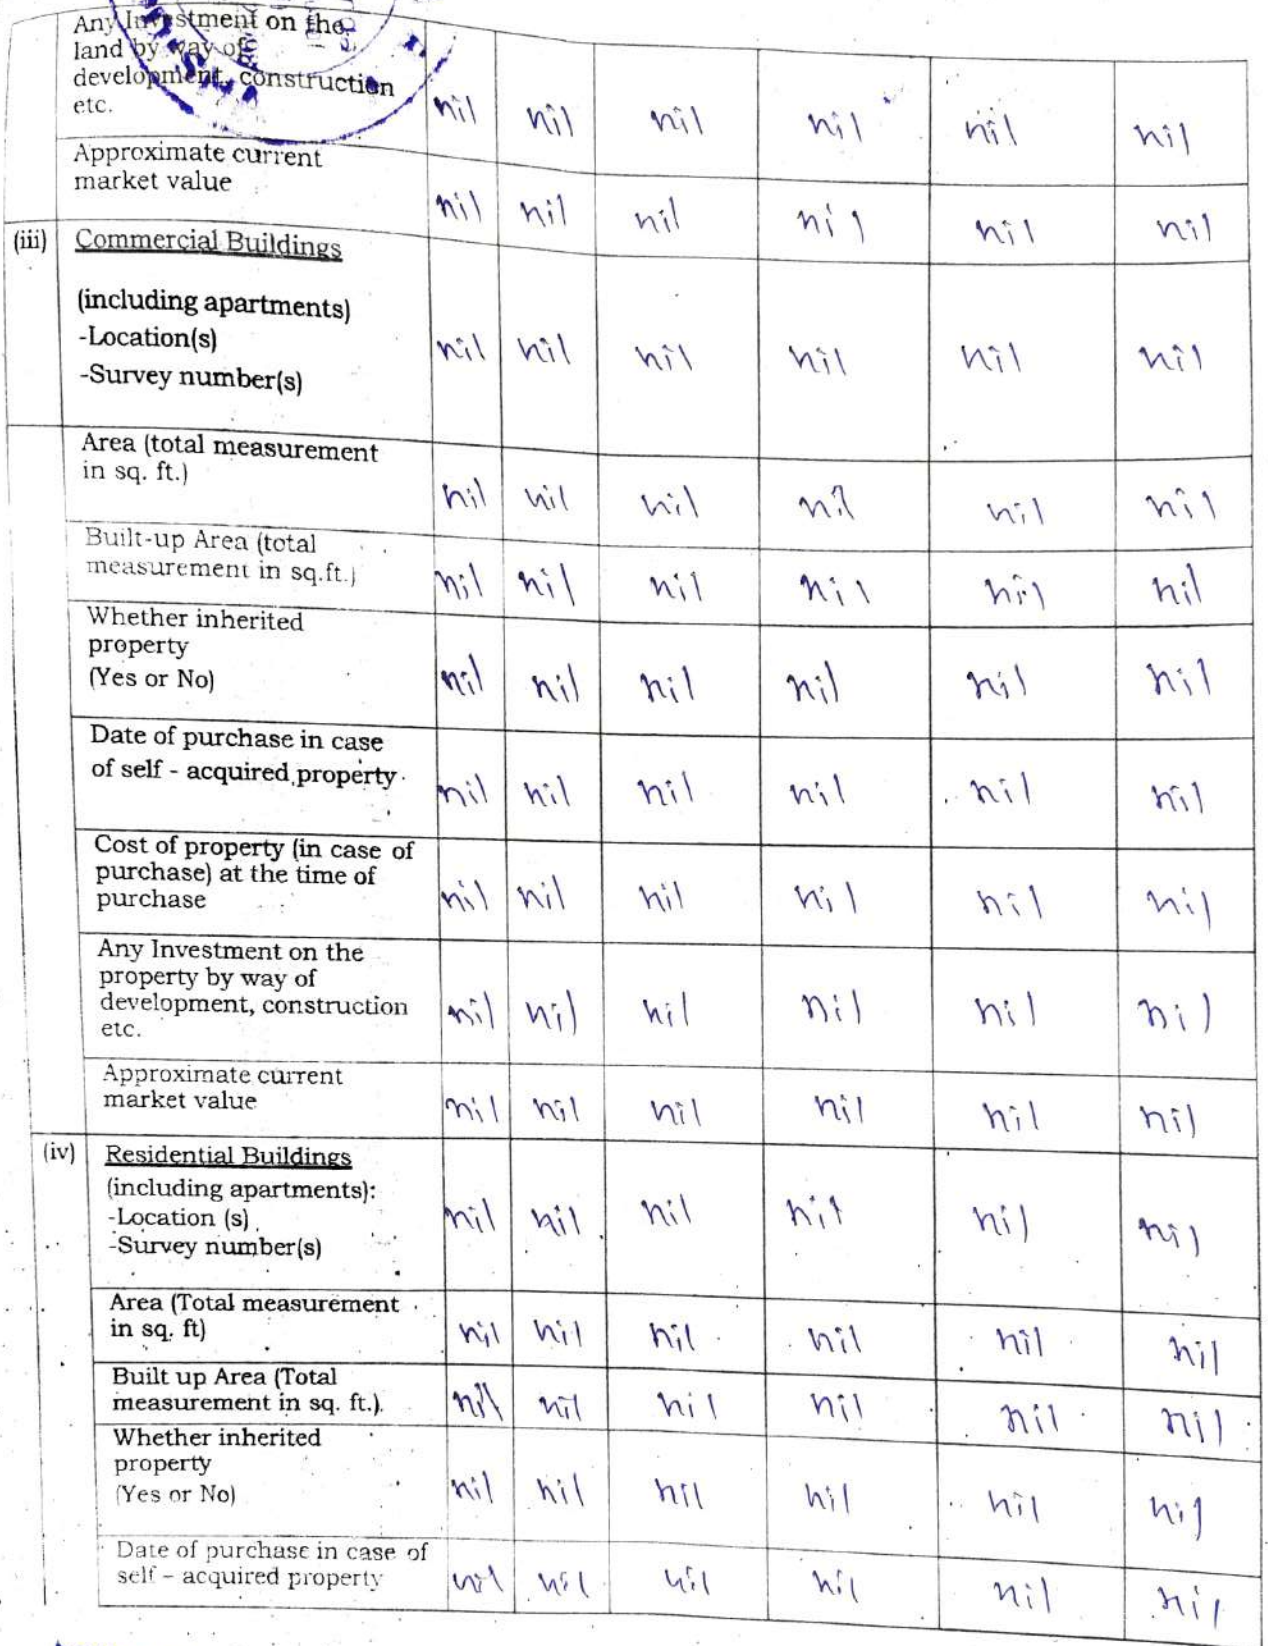 Any Investment on the
land by way of
development, construction
etc.
nil nil nil nil nil nil
Approximate current
market value
nil nil nil nil nil nil
(iii) Commercial Buildings
(including apartments)
-Location(s)
-Survey number(s)
nil nil nil nil nil nil
Area (total measurement
in sq. ft.)
nil nil nil nil nil nil
Built-up Area (total
measurement in sq.ft.)
nil nil nil nil nil nil
Whether inherited
property
(Yes or No)
nil nil nil nil nil nil
Date of purchase in case
of self - acquired property
nil nil nil nil nil nil
Cost of property (in case of
purchase) at the time of
purchase
nil nil nil nil nil nil
Any Investment on the
property by way of
development, construction
etc.
nil nil nil nil nil nil
Approximate current
market value
nil nil nil nil nil nil
(iv) Residential Buildings
(including apartments):
-Location (s)
-Survey number(s)
nil nil nil nil nil nil
Area (Total measurement
in sq. ft)
nil nil nil nil nil nil
Built up Area (Total
measurement in sq. ft.)
nil nil nil nil nil nil
Whether inherited
property
(Yes or No)
nil nil nil nil nil nil
Date of purchase in case of
self – acquired property
nil nil nil nil nil nil